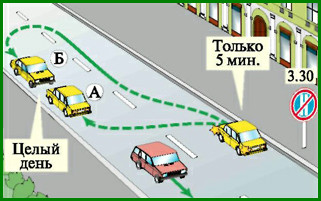 Только
5 мин.
3.30
Б
А
Целый
день